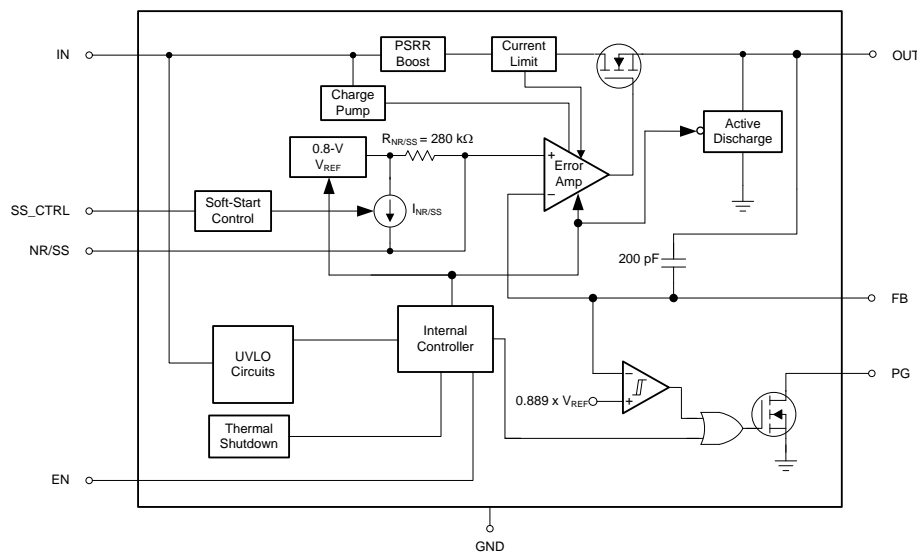 IN
PSRR
Boost
Current
Limit
OUT
Charge
Pump
0.8-V
VREF
RNR/SS = 280 kΩ
+
Error
Amp
−
Active
Discharge
SS_CTRL
Soft-Start
Control
INR/SS
NR/SS
200 pF
FB
UVLO
Circuits
Internal
Controller
−
PG
0.889 x VREF
+
Thermal
Shutdown
EN
GND